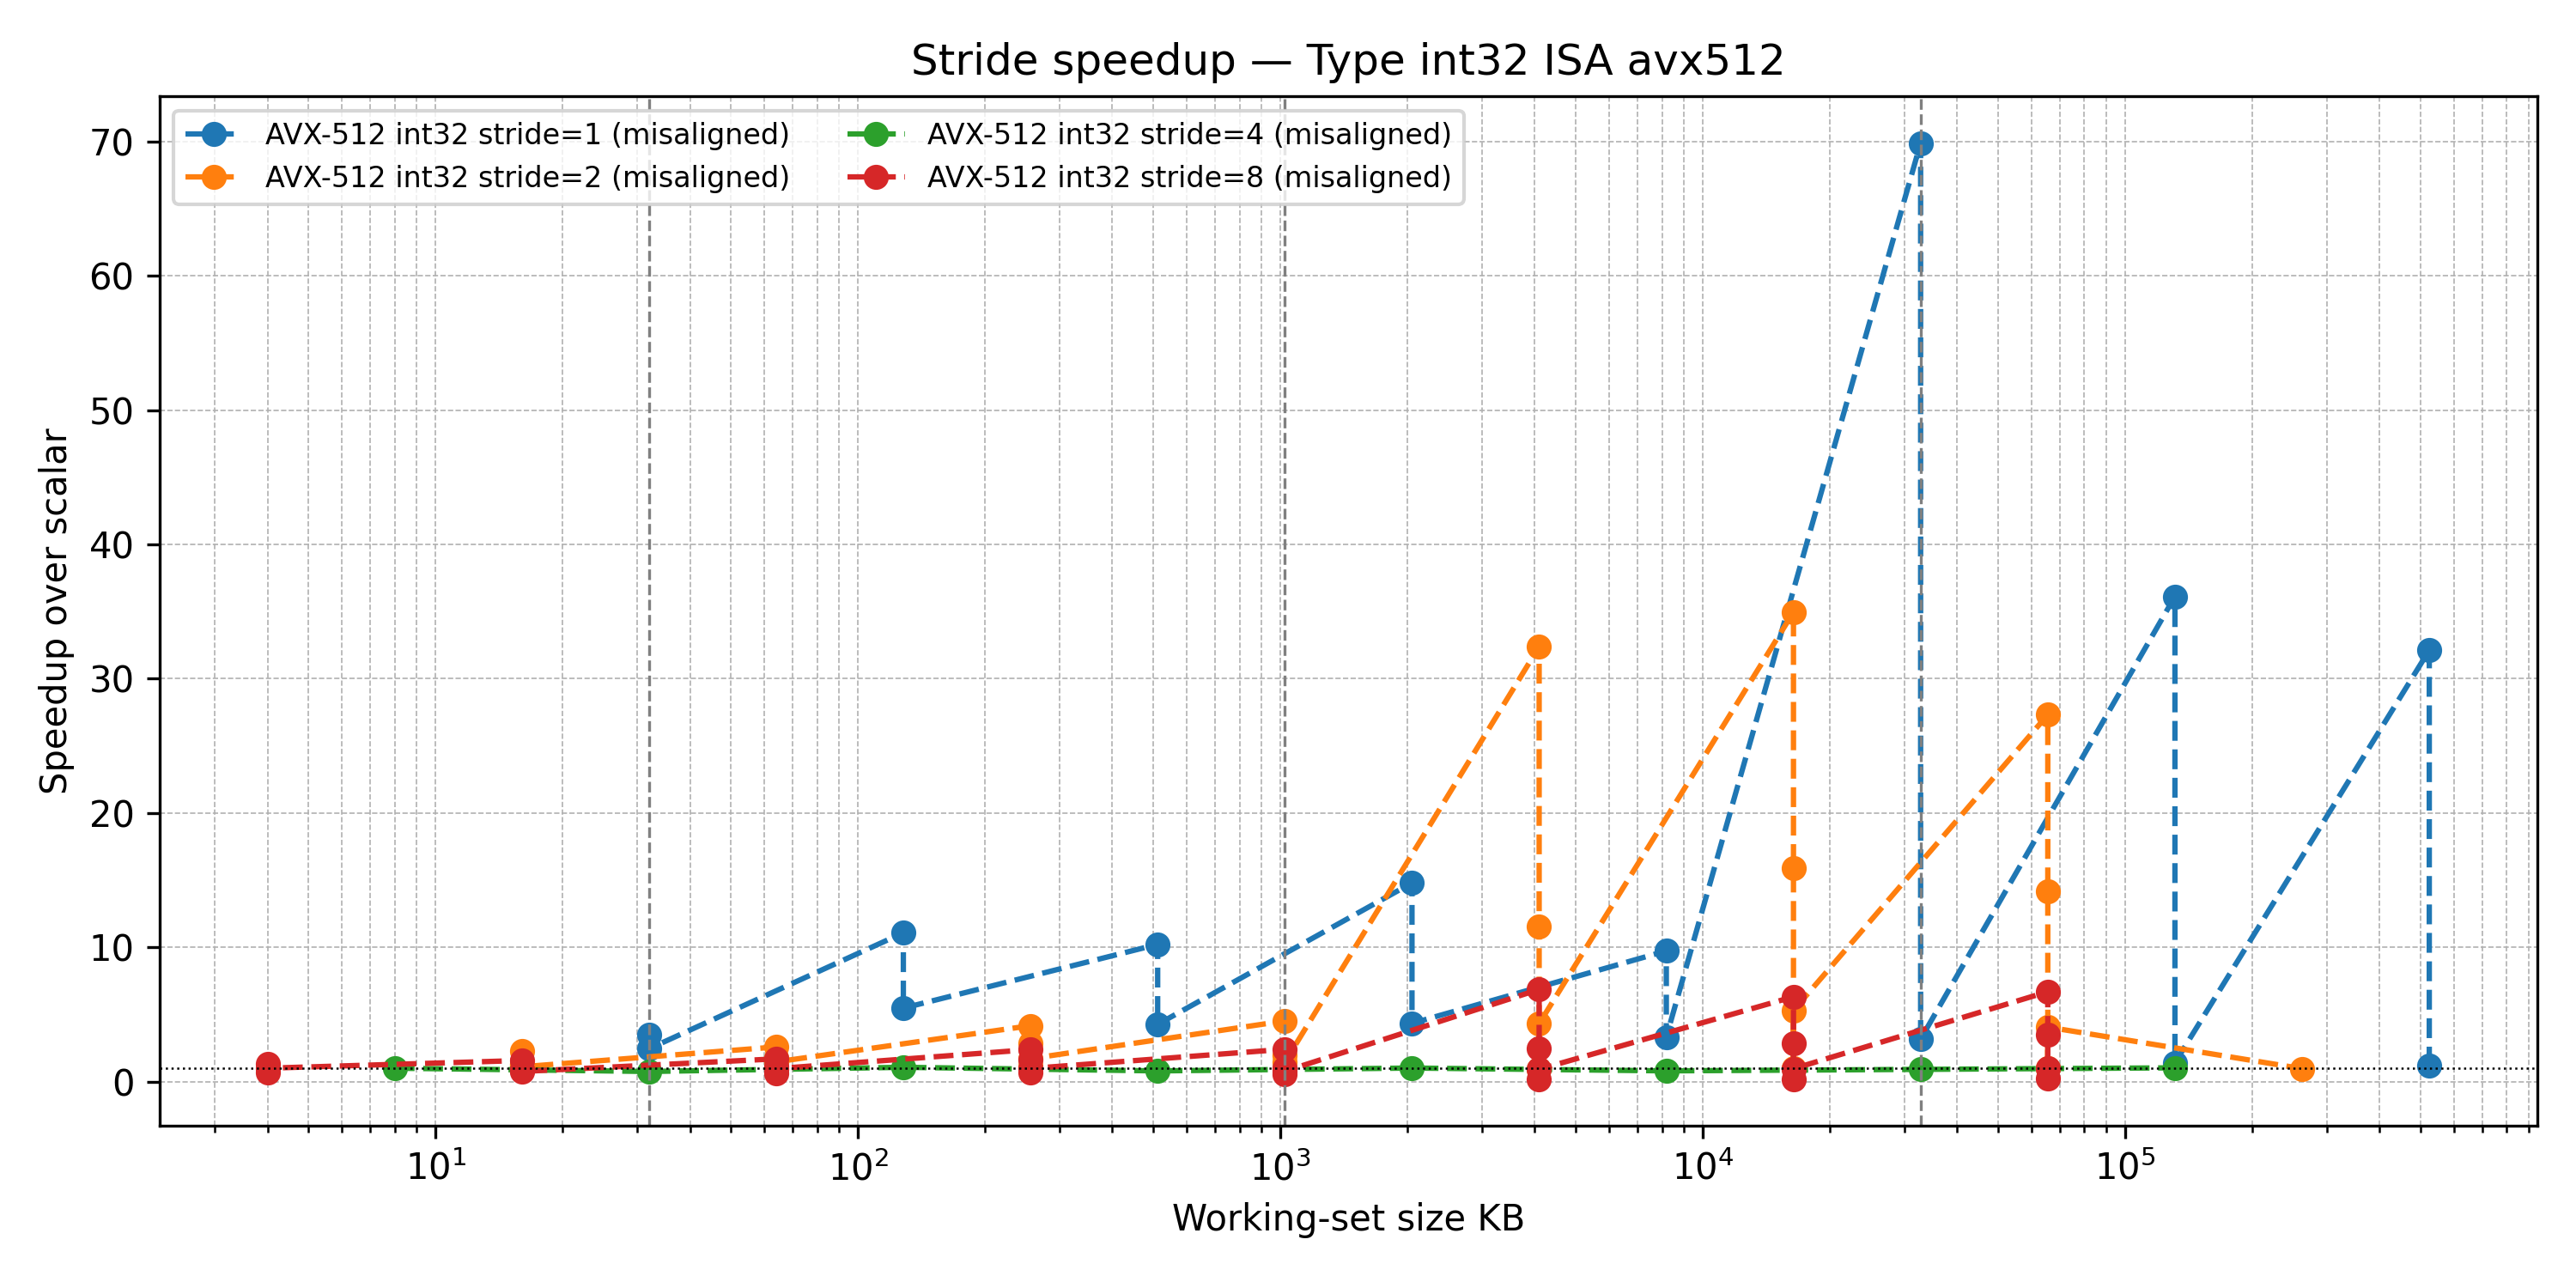 Stride speedup — Type int32 ISA avx512
AVX-512 int32 stride=1 (misaligned)
AVX-512 int32 stride=2 (misaligned)
AVX-512 int32 stride=4 (misaligned)
AVX-512 int32 stride=8 (misaligned)
Speedup over scalar
70
60
50
40
30
20
10
0
10¹ 10² 10³ 10⁴ 10⁵
Working-set size KB